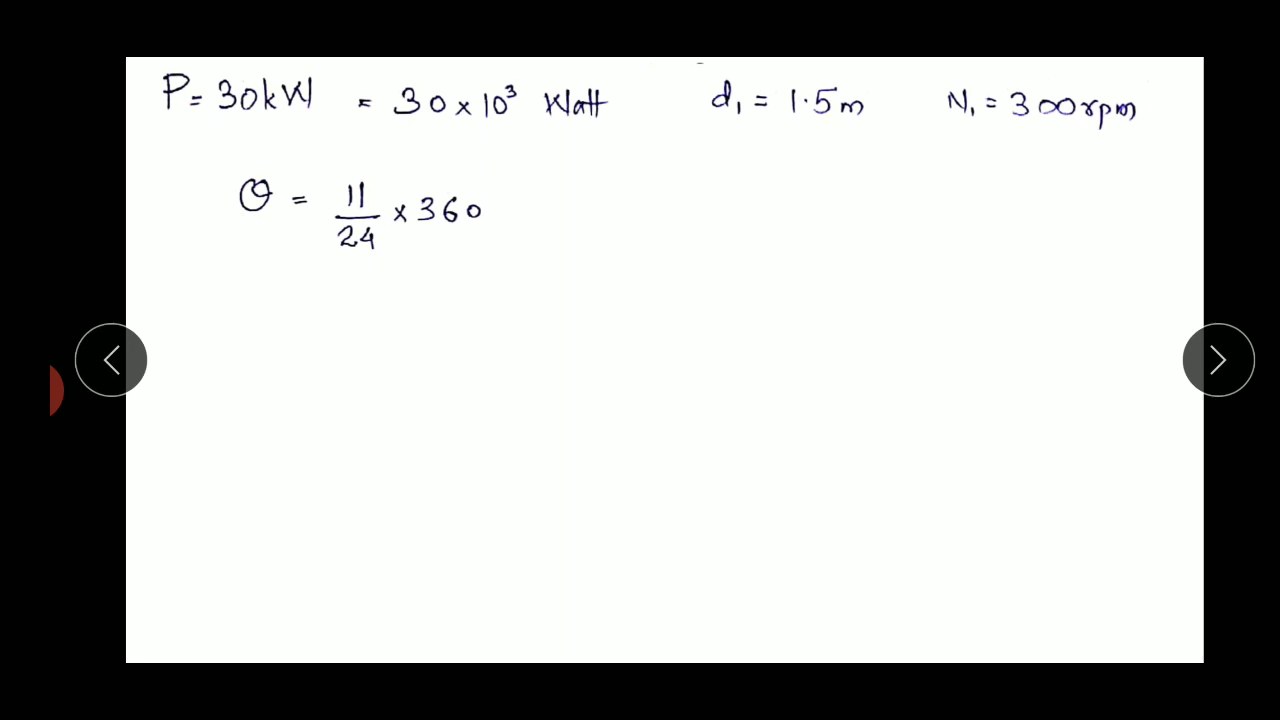 P = 30kW = 30 × 10³ Watt d₁ = 1.5m N₁ = 300rpm
θ = 11/24 × 360